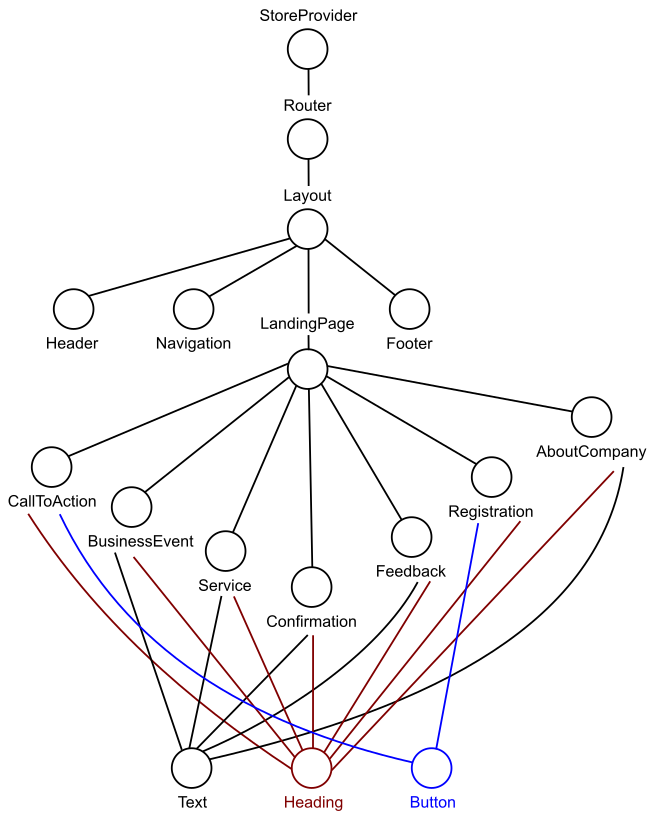 StoreProvider
Router
Layout
Header
Navigation
LandingPage
Footer
CallToAction
BusinessEvent
Service
Confirmation
Feedback
Registration
AboutCompany
Text
Heading
Button